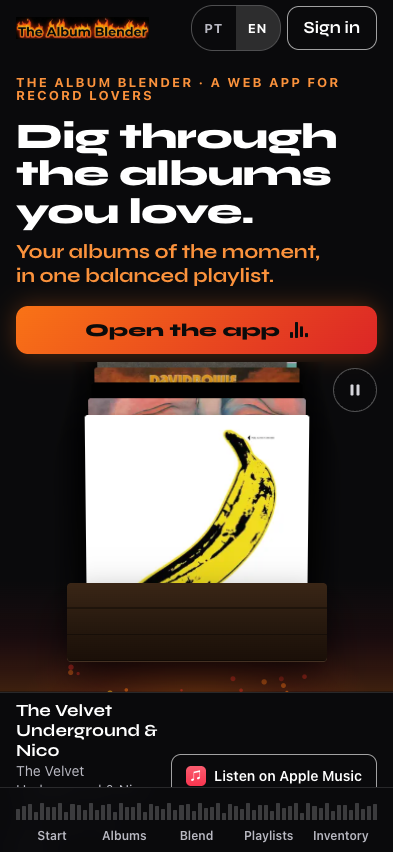 The Album Blender
PT
EN
Sign in
THE ALBUM BLENDER · A WEB APP FOR
RECORD LOVERS
Dig through
the albums
you love.
Your albums of the moment,
in one balanced playlist.
Open the app
DAVID BOWIE
The Velvet
Underground &
Nico
The Velvet
Listen on Apple Music
Start
Albums
Blend
Playlists
Inventory